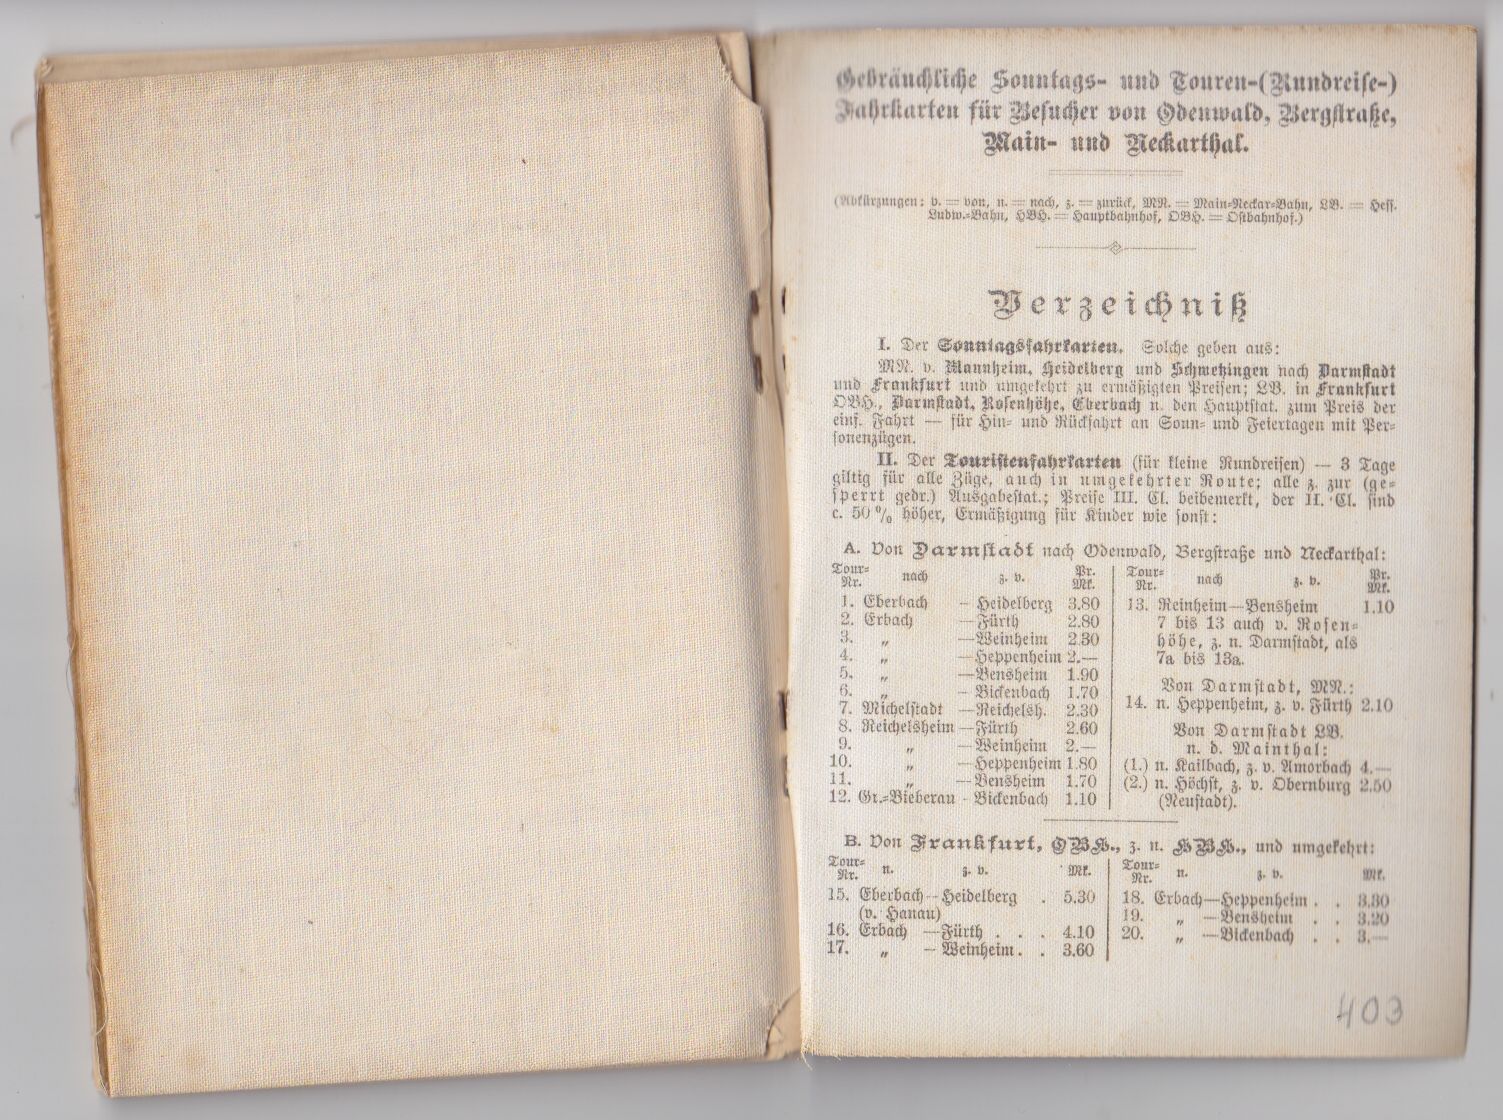 Gebräuchliche Sonntags- und Touren-(Rundreise-)
Fahrkarten für Besucher von Odenwald, Bergstraße,
Main- und Neckarthal.
(Abkürzungen: v. = von, n. = nach, z. = zurück, MN. = Main-Neckar-Bahn, LB. = Hess.
Ludw.-Bahn, HBH. = Hauptbahnhof, OBH. = Ostbahnhof.)
Verzeichniß
I. Der Sonntagsfahrkarten. Solche geben aus:
MN. v. Mannheim, Heidelberg und Schwetzingen nach Darmstadt
und Frankfurt und umgekehrt zu ermäßigten Preisen; LB. in Frankfurt
OBH., Darmstadt, Rosenhöhe, Eberbach n. den Hauptstat. zum Preis der
einf. Fahrt — für Hin- und Rückfahrt an Sonn- und Feiertagen mit Per-
sonenzügen.
II. Der Touristenfahrkarten (für kleine Rundreisen) — 3 Tage
giltig für alle Züge, auch in umgekehrter Route; alle z. zur (ge-
sperrt gedr.) Ausgabestat.; Preise III. Cl. beibemerkt, der II. Cl. sind
c. 50 % höher, Ermäßigung für Kinder wie sonst:
A. Von Darmstadt nach Odenwald, Bergstraße und Neckarthal:
Tour-Nr. nach z. v. Pr. Mk.
1. Eberbach – Heidelberg 3.80
2. Erbach — Fürth 2.80
3. „ — Weinheim 2.30
4. „ — Heppenheim 2.—
5. „ — Bensheim 1.90
6. „ – Bickenbach 1.70
7. Michelstadt — Reichelsh. 2.30
8. Reichelsheim — Fürth 2.60
9. „ — Weinheim 2.—
10. „ — Heppenheim 1.80
11. „ — Bensheim 1.70
12. Gr.-Bieberau - Bickenbach 1.10
Tour-Nr. nach z. v. Pr. Mk.
13. Reinheim—Bensheim 1.10
7 bis 13 auch v. Rosen-
höhe, z. n. Darmstadt, als
7a bis 13a.
Von Darmstadt, MN.:
14. n. Heppenheim, z. v. Fürth 2.10
Von Darmstadt LB.
n. d. Mainthal:
(1.) n. Kailbach, z. v. Amorbach 4.—
(2.) n. Höchst, z. v. Obernburg 2.50
(Neustadt).
B. Von Frankfurt, OBH., z. n. HBH., und umgekehrt:
Tour-Nr. n. z. v. Mk.
15. Eberbach – Heidelberg . 5.30
(v. Hanau)
16. Erbach — Fürth . . . 4.10
17. „ – Weinheim . . 3.60
Tour-Nr. n. z. v. Mk.
18. Erbach—Heppenheim . . 3.30
19. „ — Bensheim . . 3.20
20. „ — Bickenbach . . 3.—
403